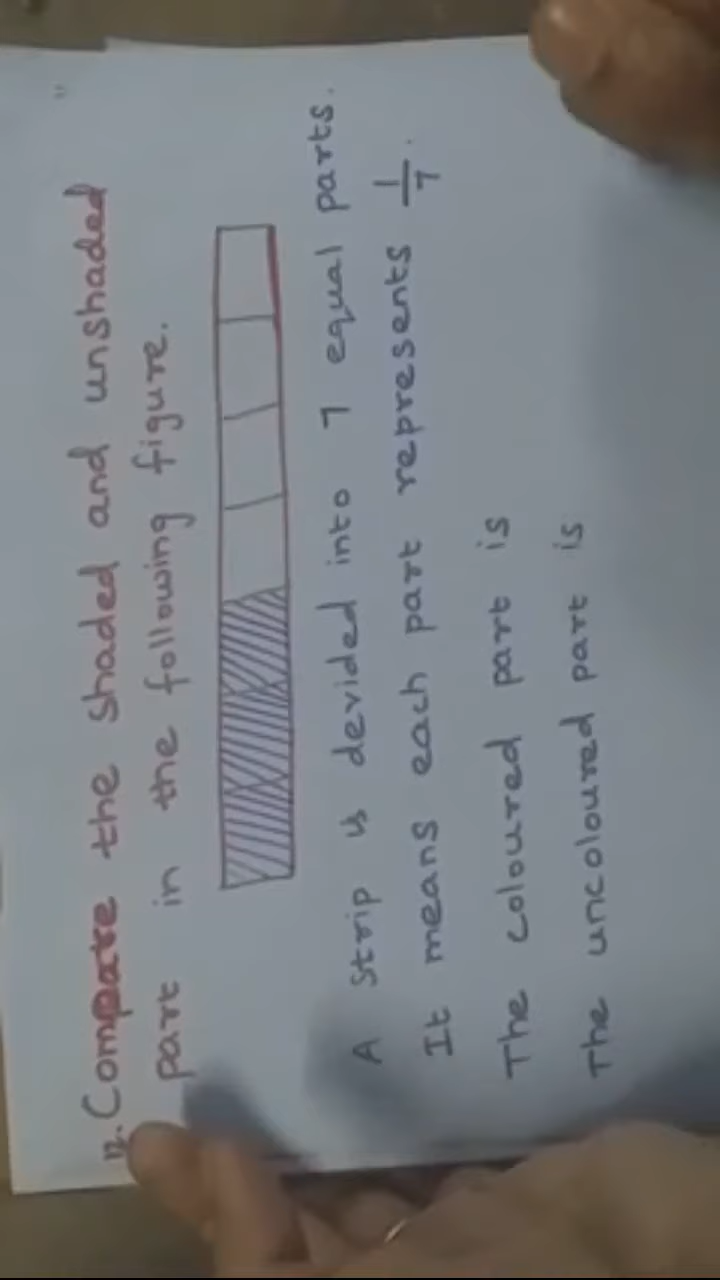 12. Compare the shaded and unshaded
part in the following figure.
A strip is devided into 7 equal parts.
It means each part represents 1/7.
The coloured part is
The uncoloured part is